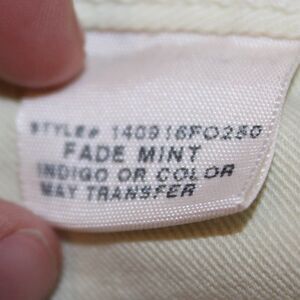 STYLE# 140916FO250
FADE MINT
INDIGO OR COLOR
MAY TRANSFER